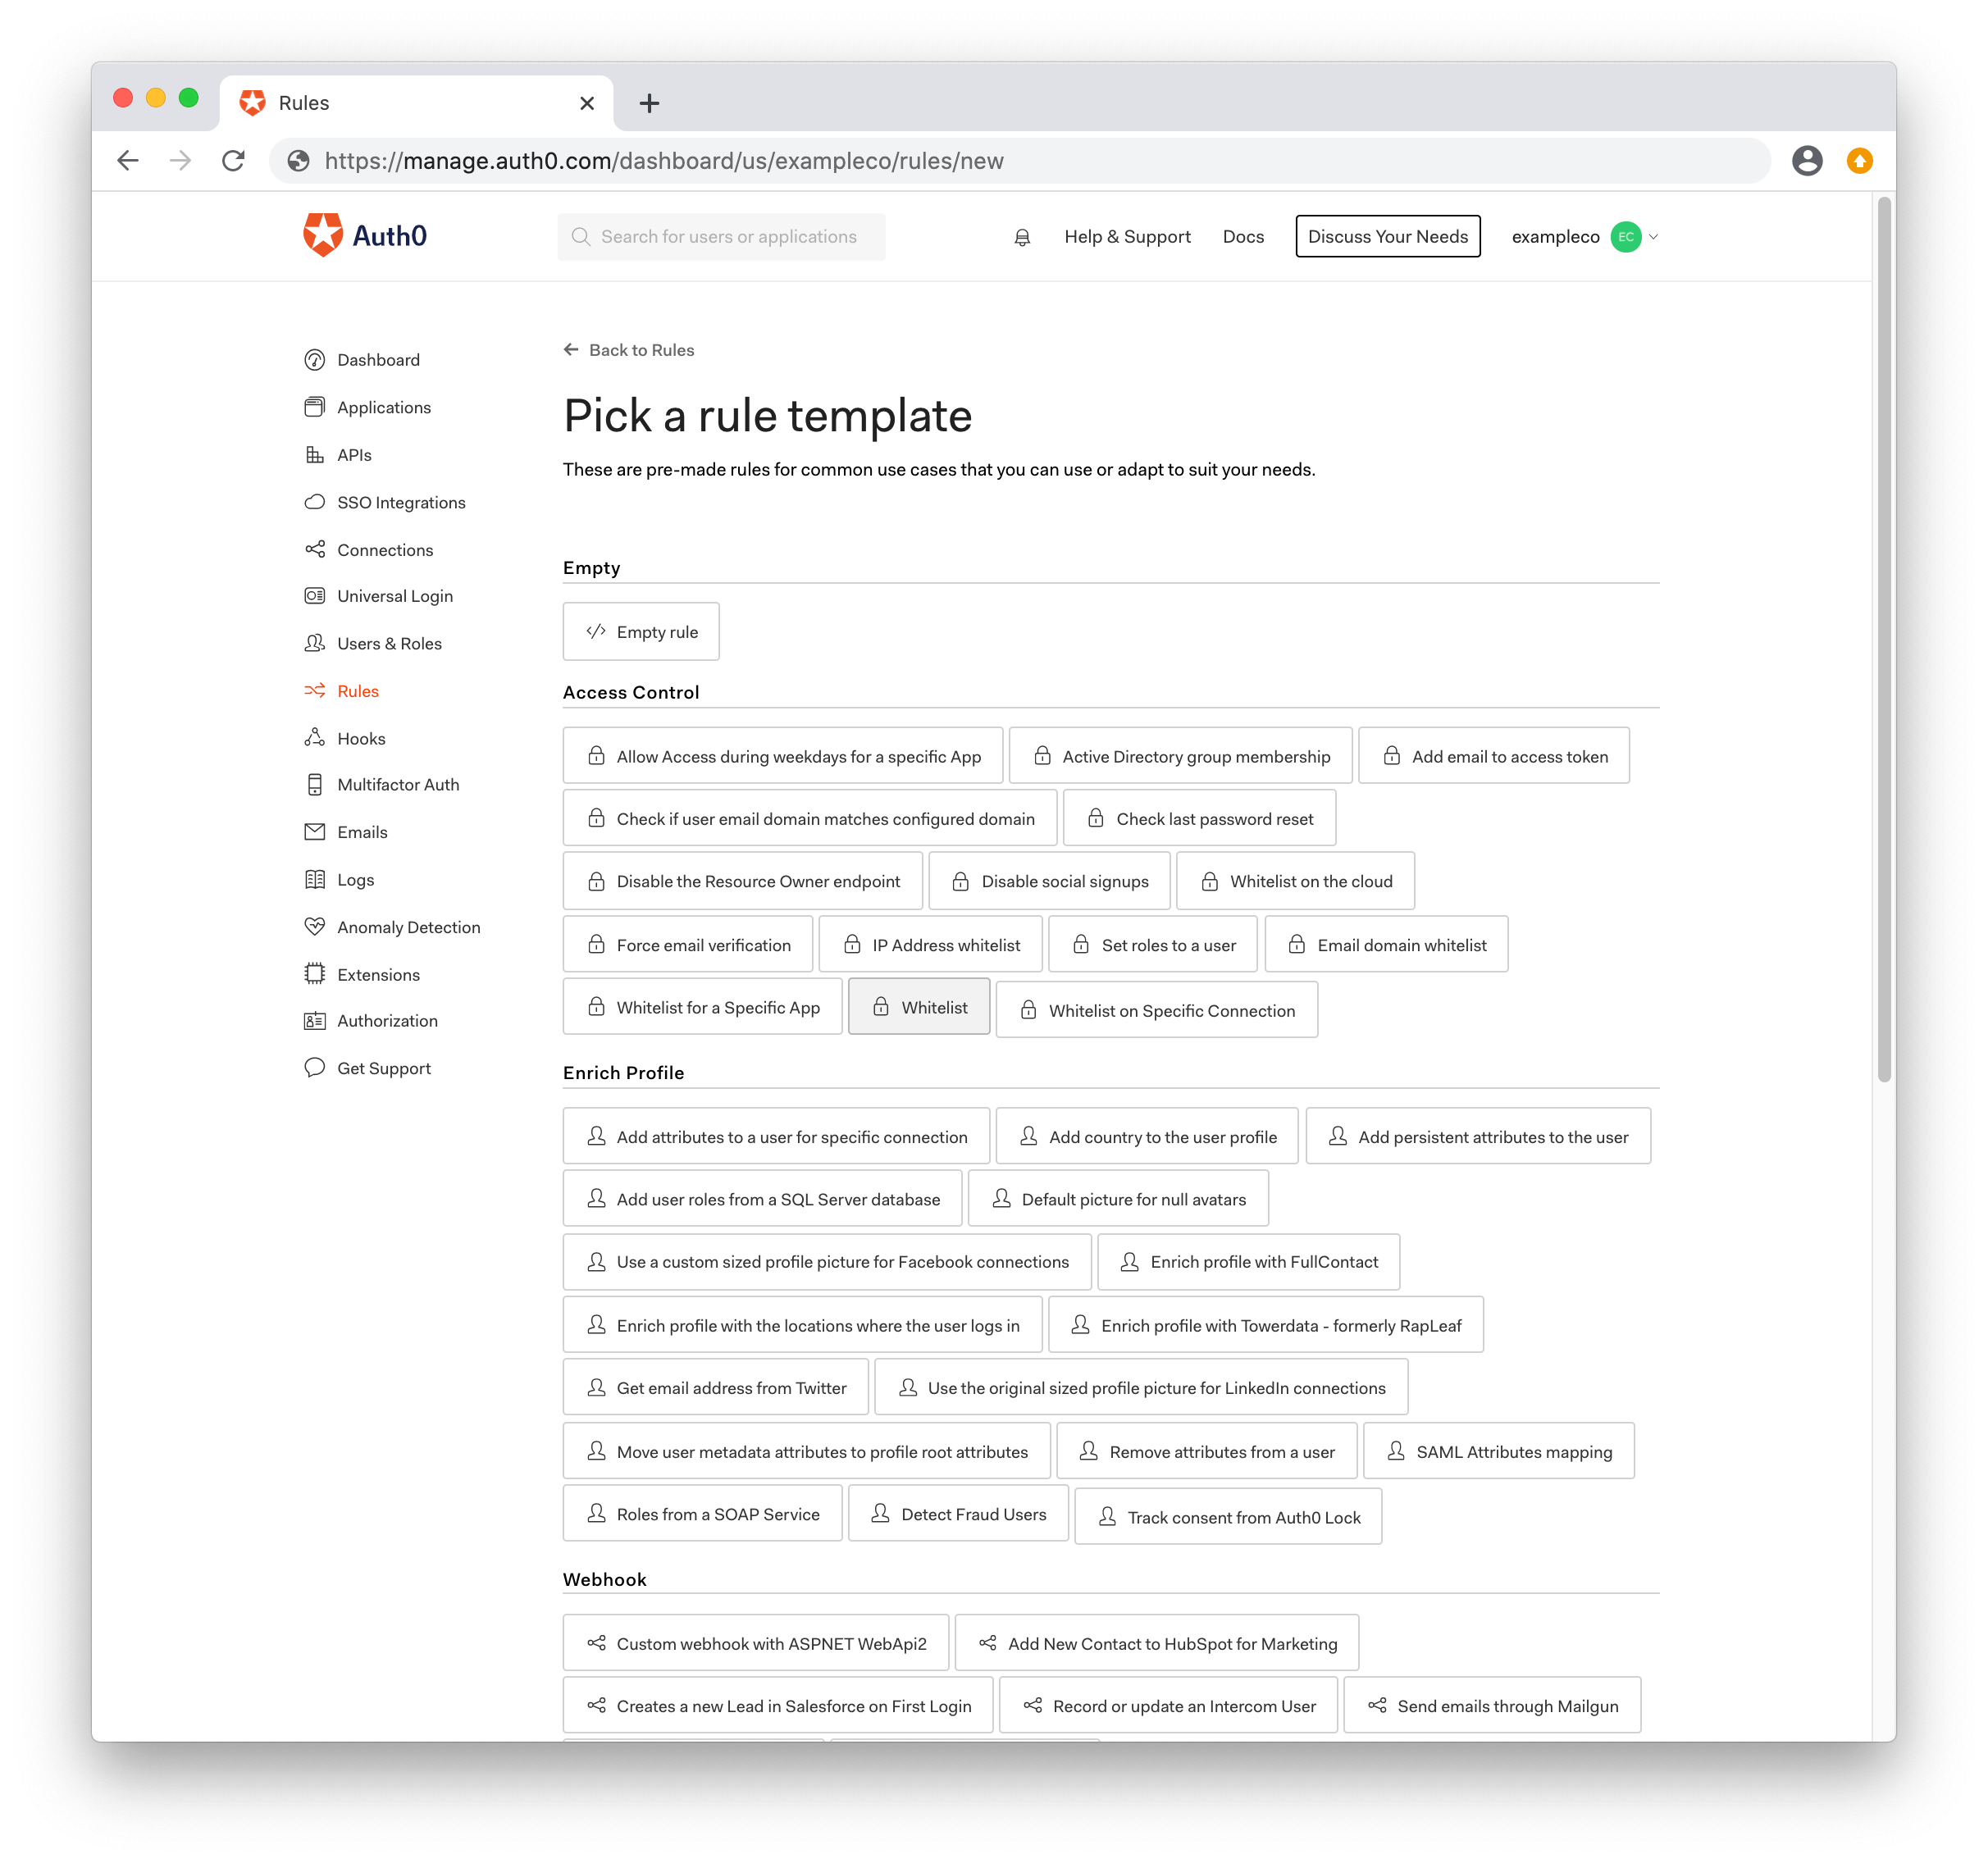 Rules
https://manage.auth0.com/dashboard/us/exampleco/rules/new
Auth0
Search for users or applications
Help & Support
Docs
Discuss Your Needs
exampleco
EC
Dashboard
Applications
APIs
SSO Integrations
Connections
Universal Login
Users & Roles
Rules
Hooks
Multifactor Auth
Emails
Logs
Anomaly Detection
Extensions
Authorization
Get Support
Back to Rules
Pick a rule template
These are pre-made rules for common use cases that you can use or adapt to suit your needs.
Empty
Empty rule
Access Control
Allow Access during weekdays for a specific App
Active Directory group membership
Add email to access token
Check if user email domain matches configured domain
Check last password reset
Disable the Resource Owner endpoint
Disable social signups
Whitelist on the cloud
Force email verification
IP Address whitelist
Set roles to a user
Email domain whitelist
Whitelist for a Specific App
Whitelist
Whitelist on Specific Connection
Enrich Profile
Add attributes to a user for specific connection
Add country to the user profile
Add persistent attributes to the user
Add user roles from a SQL Server database
Default picture for null avatars
Use a custom sized profile picture for Facebook connections
Enrich profile with FullContact
Enrich profile with the locations where the user logs in
Enrich profile with Towerdata - formerly RapLeaf
Get email address from Twitter
Use the original sized profile picture for LinkedIn connections
Move user metadata attributes to profile root attributes
Remove attributes from a user
SAML Attributes mapping
Roles from a SOAP Service
Detect Fraud Users
Track consent from Auth0 Lock
Webhook
Custom webhook with ASPNET WebApi2
Add New Contact to HubSpot for Marketing
Creates a new Lead in Salesforce on First Login
Record or update an Intercom User
Send emails through Mailgun